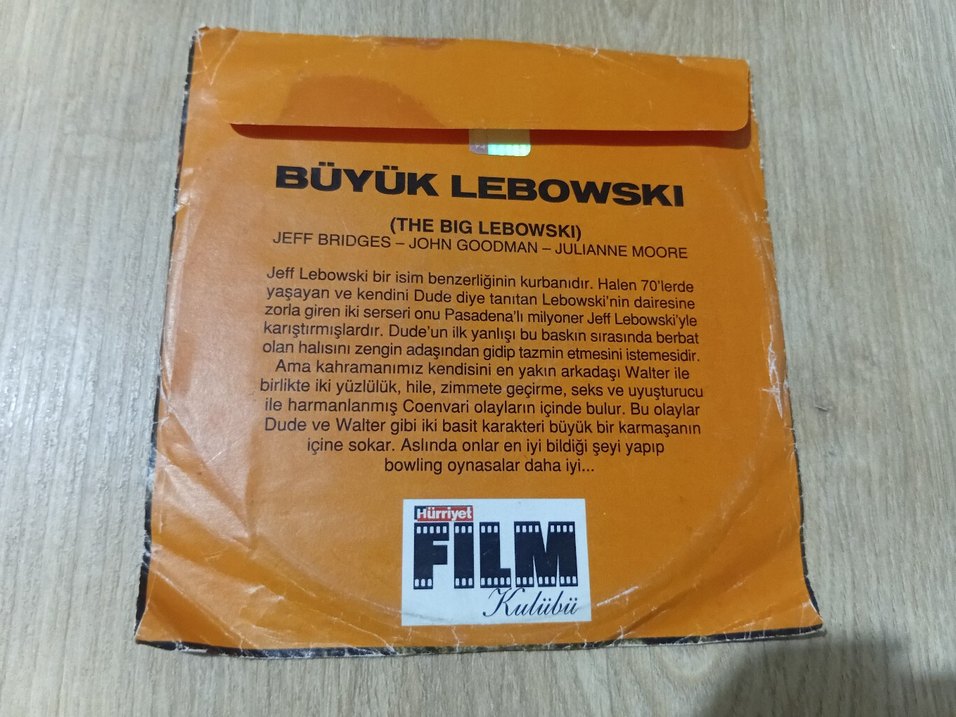 BÜYÜK LEBOWSKI
(THE BIG LEBOWSKI)
JEFF BRIDGES – JOHN GOODMAN – JULIANNE MOORE
Jeff Lebowski bir isim benzerliğinin kurbanıdır. Halen 70'lerde
yaşayan ve kendini Dude diye tanıtan Lebowski'nin dairesine
zorla giren iki serseri onu Pasadena'lı milyoner Jeff Lebowski'yle
karıştırmışlardır. Dude'un ilk yanlışı bu baskın sırasında berbat
olan halısını zengin adaşından gidip tazmin etmesini istemesidir.
Ama kahramanımız kendisini en yakın arkadaşı Walter ile
birlikte iki yüzlülük, hile, zimmete geçirme, seks ve uyuşturucu
ile harmanlanmış Coenvari olayların içinde bulur. Bu olaylar
Dude ve Walter gibi iki basit karakteri büyük bir karmaşanın
içine sokar. Aslında onlar en iyi bildiği şeyi yapıp
bowling oynasalar daha iyi...
Hürriyet
FILM
Kulübü